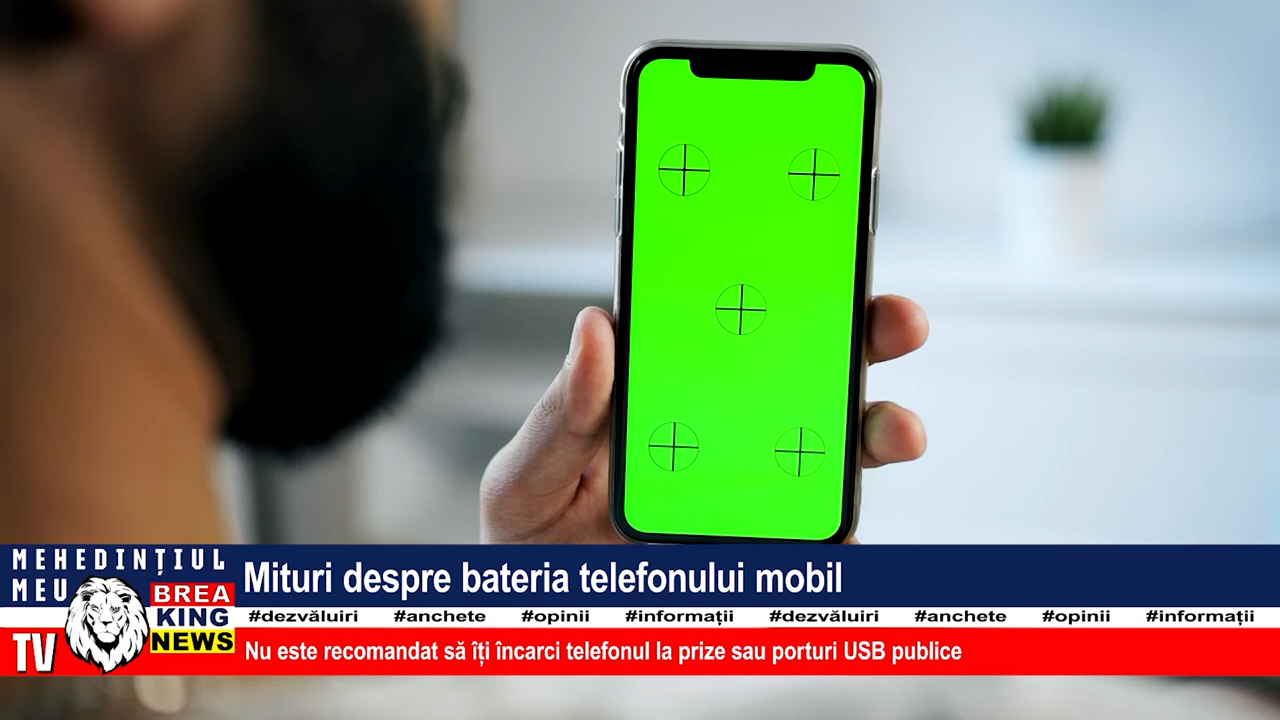 MEHEDINȚIUL
MEU
TV
BREA
KING
NEWS
Mituri despre bateria telefonului mobil
#dezvăluiri #anchete #opinii #informații #dezvăluiri #anchete #opinii #informații
Nu este recomandat să îți încarci telefonul la prize sau porturi USB publice